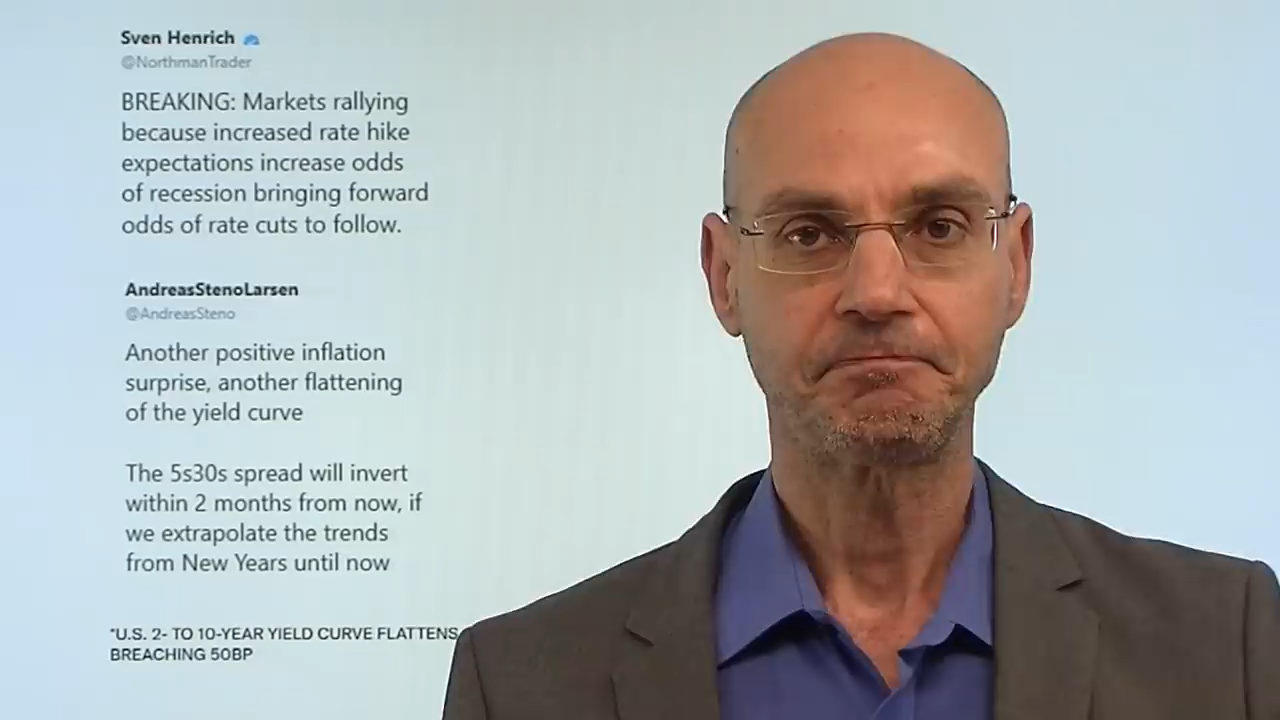 Sven Henrich
@NorthmanTrader
BREAKING: Markets rallying
because increased rate hike
expectations increase odds
of recession bringing forward
odds of rate cuts to follow.
AndreasStenoLarsen
@AndreasSteno
Another positive inflation
surprise, another flattening
of the yield curve
The 5s30s spread will invert
within 2 months from now, if
we extrapolate the trends
from New Years until now
*U.S. 2- TO 10-YEAR YIELD CURVE FLATTENS
BREACHING 50BP